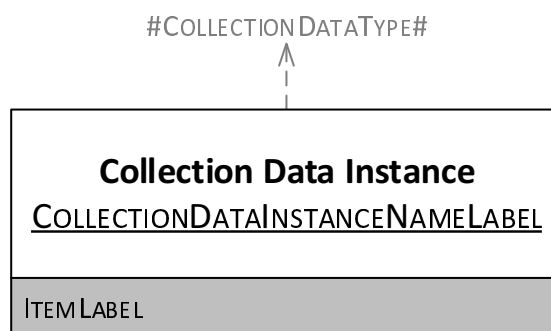 #COLLECTIONDATATYPE#
Collection Data Instance
COLLECTIONDATAINSTANCENAMELABEL
ITEMLABEL